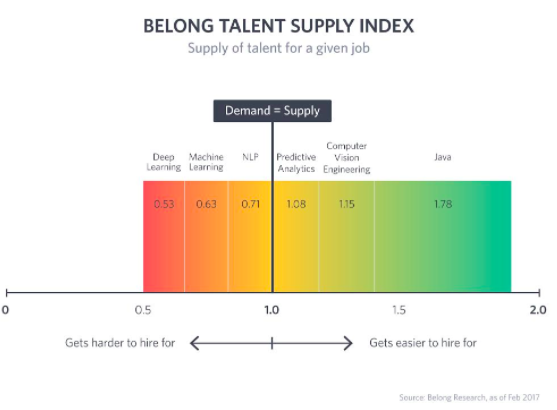 BELONG TALENT SUPPLY INDEX
Supply of talent for a given job
Demand = Supply
Deep
Learning
Machine
Learning
NLP
Predictive
Analytics
Computer
Vision
Engineering
Java
0.53
0.63
0.71
1.08
1.15
1.78
0
0.5
1.0
1.5
2.0
Gets harder to hire for
Gets easier to hire for
Source: Belong Research, as of Feb 2017